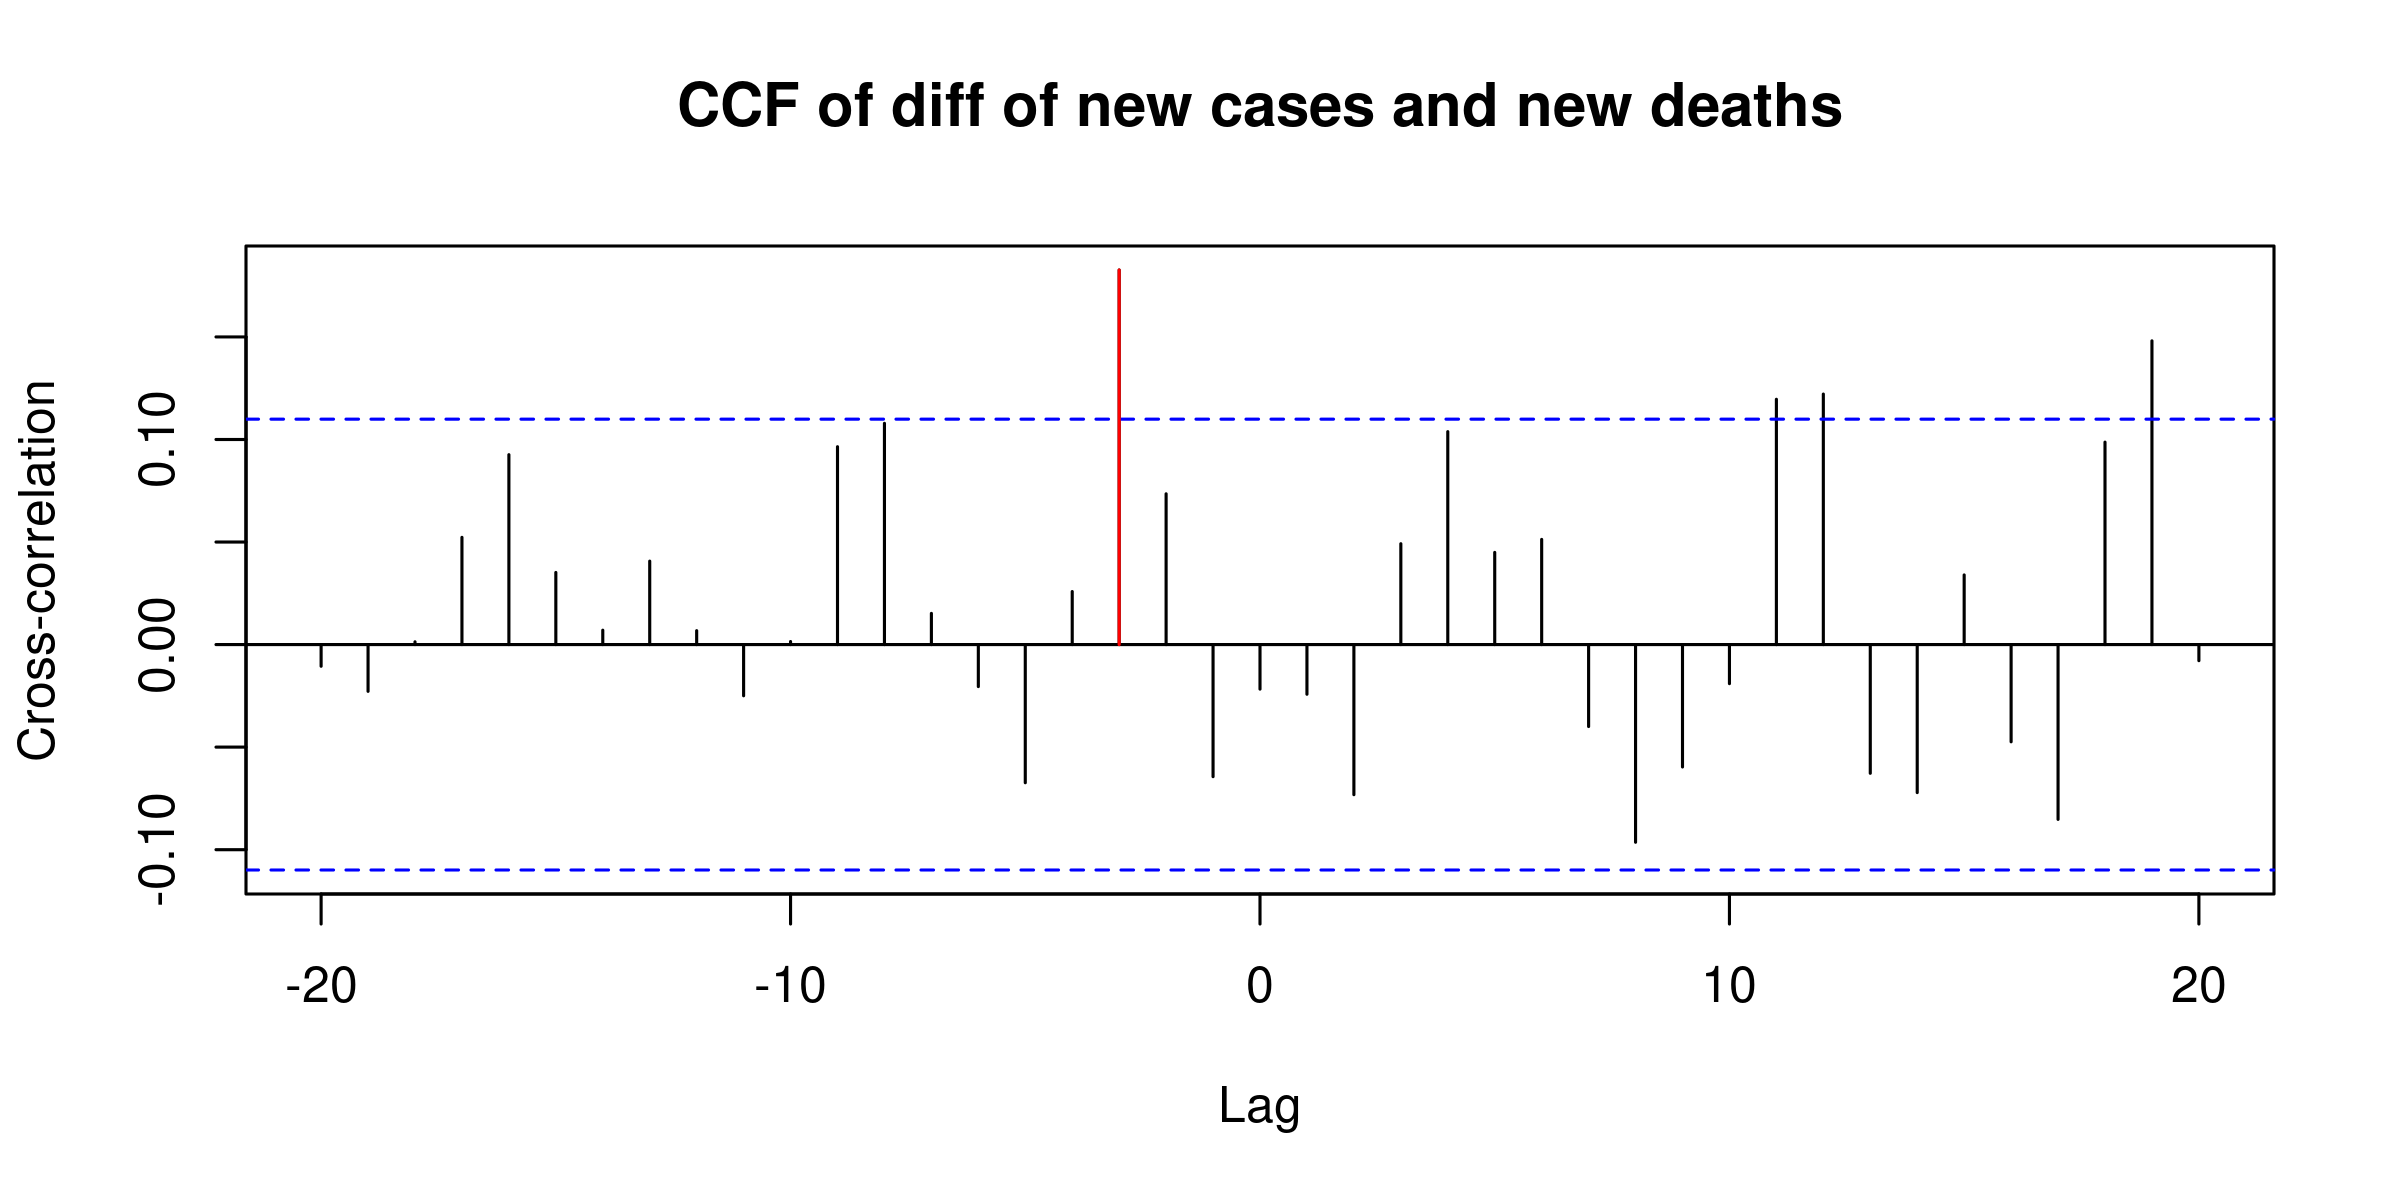 CCF of diff of new cases and new deaths
Cross-correlation
0.10
0.00
-0.10
-20 -10 0 10 20
Lag